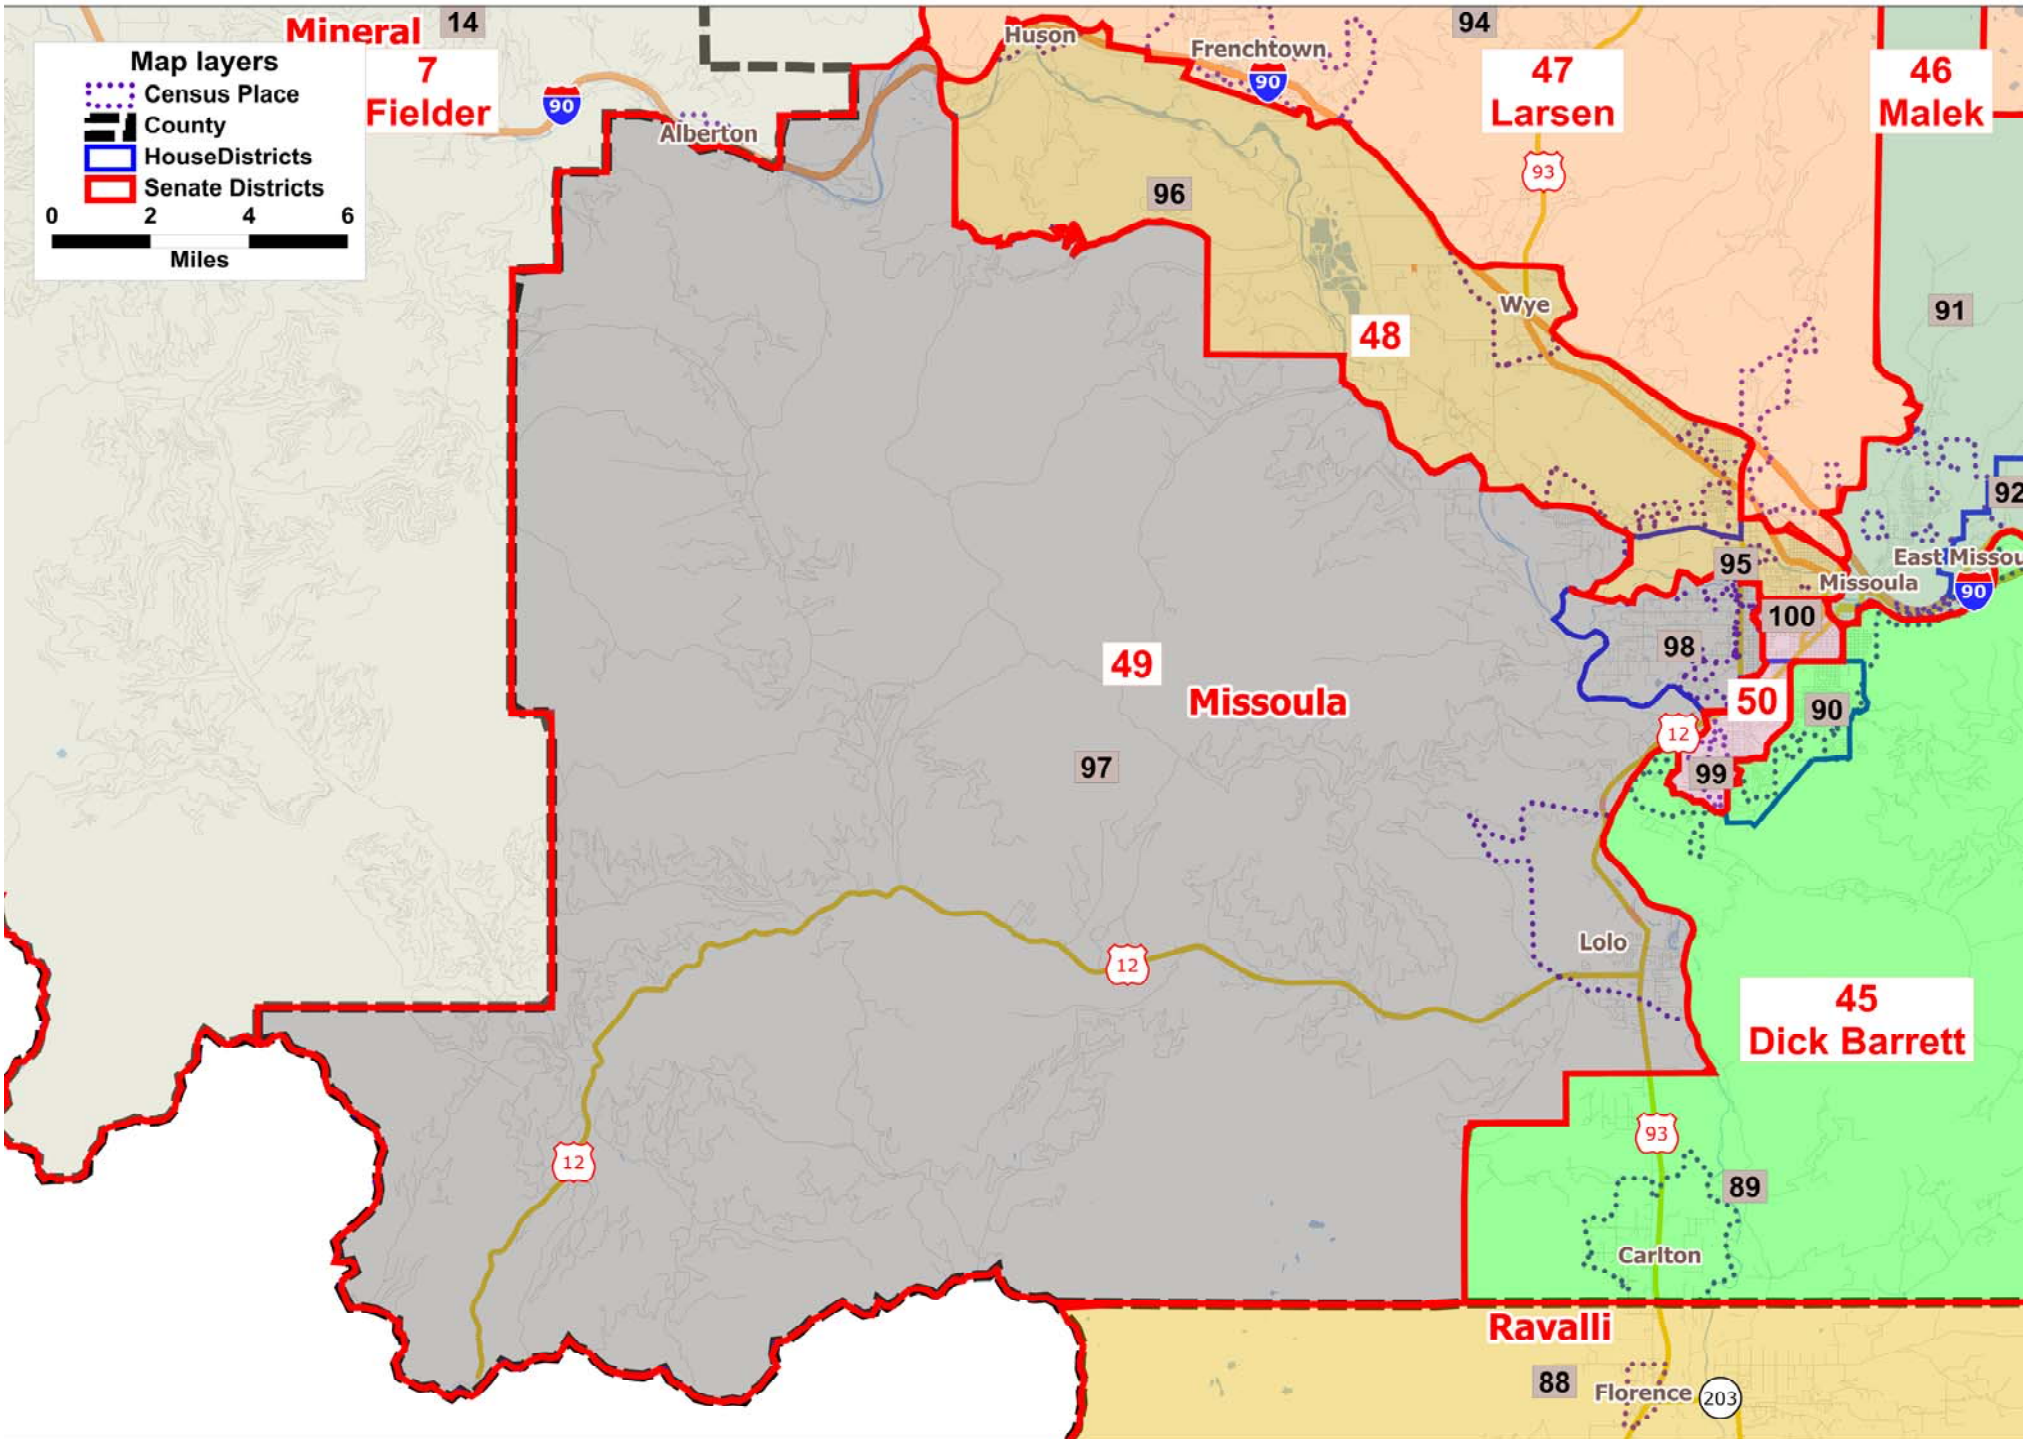 Mineral
14
94
Huson
Frenchtown
Map layers
Census Place
County
HouseDistricts
Senate Districts
0 2 4 6
Miles
7
Fielder
90
Alberton
90
47
Larsen
46
Malek
93
96
91
Wye
48
92
95
East Missou
Missoula
90
100
98
49
Missoula
50
90
12
99
97
Lolo
12
45
Dick Barrett
93
12
89
Carlton
Ravalli
88
Florence
203